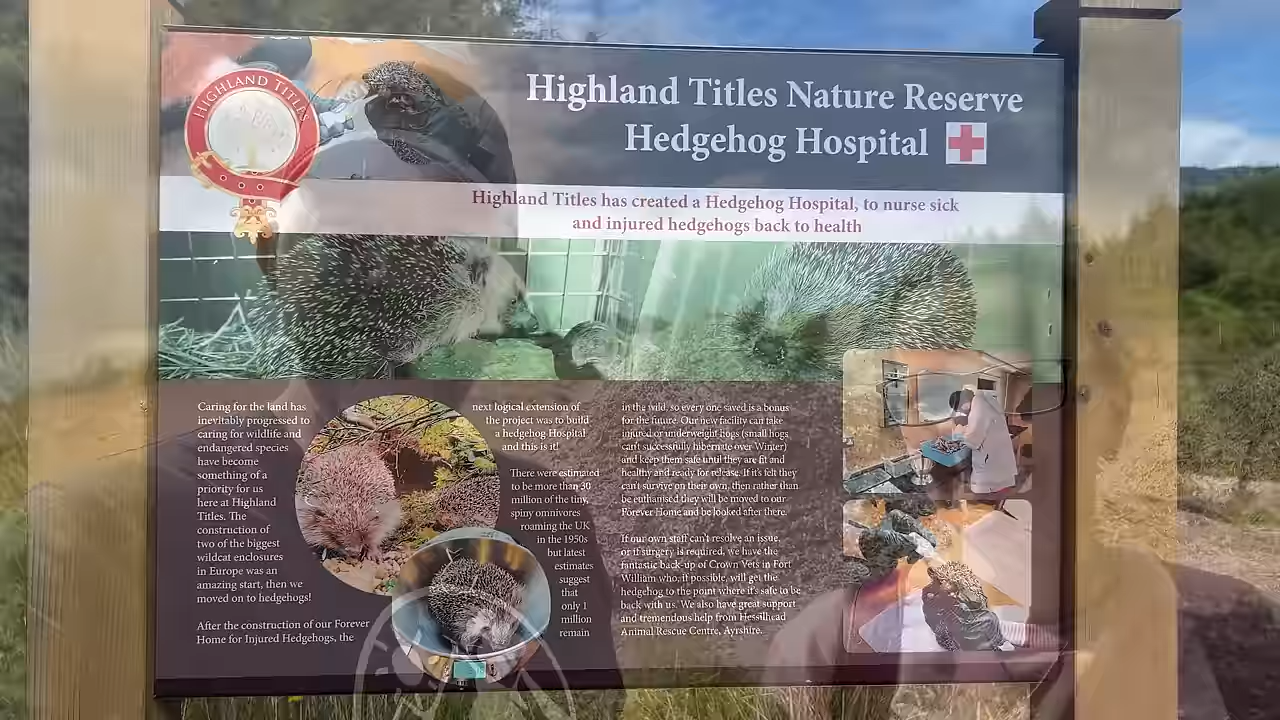 HIGHLAND TITLES
Highland Titles Nature Reserve
Hedgehog Hospital
Highland Titles has created a Hedgehog Hospital, to nurse sick
and injured hedgehogs back to health
Caring for the land has
inevitably progressed to
caring for wildlife and
endangered species
have become
something of a
priority for us
here at Highland
Titles. The
construction of
two of the biggest
wildcat enclosures
in Europe was an
amazing start, then we
moved on to hedgehogs!
After the construction of our Forever
Home for Injured Hedgehogs, the
next logical extension of
the project was to build
a hedgehog Hospital
and this is it!
There were estimated
to be more than 30
million of the tiny,
spiny omnivores
roaming the UK
in the 1950s
but latest
estimates
suggest
that
only 1
million
remain
in the wild, so every one saved is a bonus
for the future. Our new facility can take
injured or underweight hogs (small hogs
can't successfully hibernate over Winter)
and keep them safe until they are fit and
healthy and ready for release. If it's felt they
can't survive on their own, then rather than
be euthanised they will be moved to our
Forever Home and be looked after there.
If our own staff can't resolve an issue,
or if surgery is required, we have the
fantastic back-up of Crown Vets in Fort
William who, if possible, will get the
hedgehog to the point where it's safe to be
back with us. We also have great support
and tremendous help from Hessilhead
Animal Rescue Centre, Ayrshire.